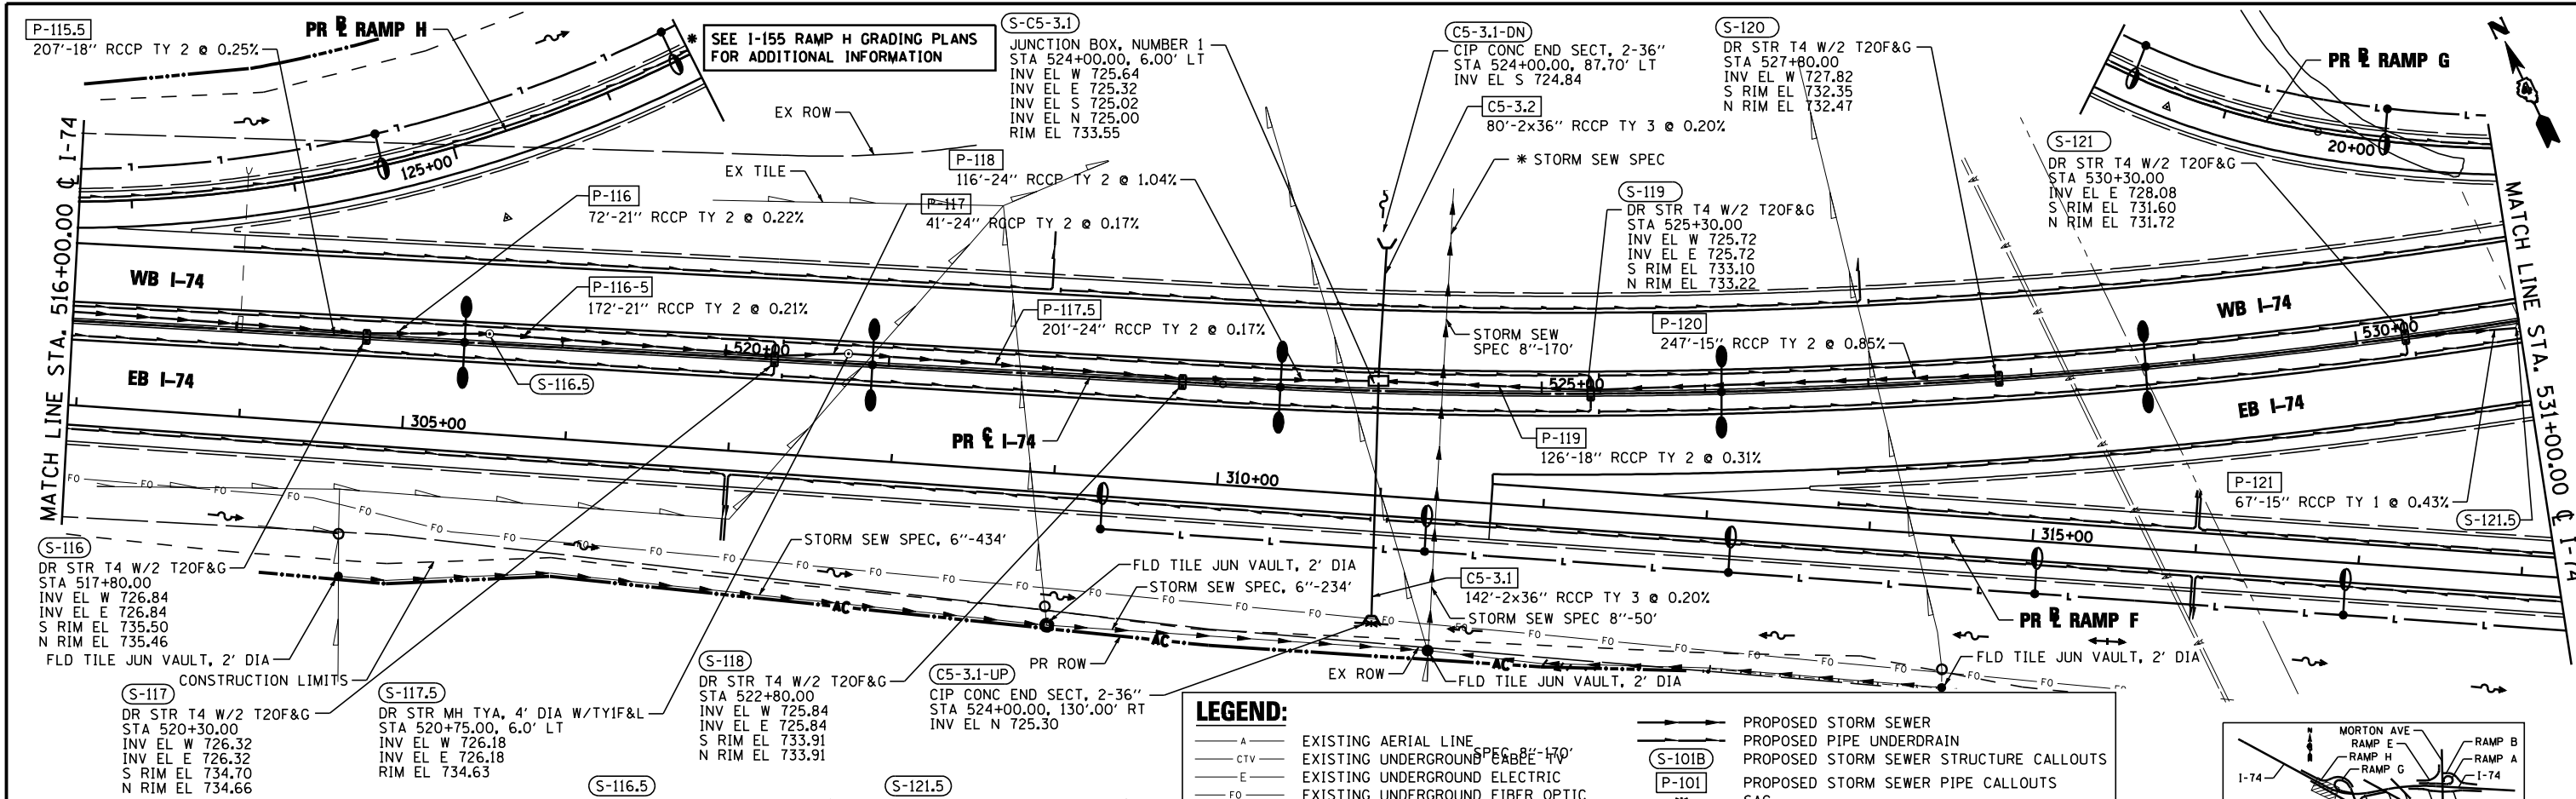 P-115.5
207'-18" RCCP TY 2 @ 0.25%
PR ℄ RAMP H
* SEE I-155 RAMP H GRADING PLANS
FOR ADDITIONAL INFORMATION
S-C5-3.1
JUNCTION BOX, NUMBER 1
STA 524+00.00, 6.00' LT
INV EL W 725.64
INV EL E 725.32
INV EL S 725.02
INV EL N 725.00
RIM EL 733.55
C5-3.1-DN
CIP CONC END SECT, 2-36"
STA 524+00.00, 87.70' LT
INV EL S 724.84
C5-3.2
80'-2x36" RCCP TY 3 @ 0.20%
* STORM SEW SPEC
S-120
DR STR T4 W/2 T20F&G
STA 527+80.00
INV EL W 727.82
S RIM EL 732.35
N RIM EL 732.47
PR BL RAMP G
N
20+00
S-121
DR STR T4 W/2 T20F&G
STA 530+30.00
INV EL E 728.08
S RIM EL 731.60
N RIM EL 731.72
MATCH LINE STA. 516+00.00 ℄ I-74
125+00
EX ROW
EX TILE
P-118
116'-24" RCCP TY 2 @ 1.04%
P-116
72'-21" RCCP TY 2 @ 0.22%
P-117
41'-24" RCCP TY 2 @ 0.17%
S-119
DR STR T4 W/2 T20F&G
STA 525+30.00
INV EL W 725.72
INV EL E 725.72
S RIM EL 733.10
N RIM EL 733.22
MATCH LINE STA. 531+00.00 ℄ I-74
WB I-74
P-116-5
172'-21" RCCP TY 2 @ 0.21%
P-117.5
201'-24" RCCP TY 2 @ 0.17%
STORM SEW
SPEC 8"-170'
P-120
247'-15" RCCP TY 2 @ 0.85%
WB I-74
530+00
520+00
525+00
EB I-74
S-116.5
EB I-74
305+00
PR ℄ I-74
P-119
126'-18" RCCP TY 2 @ 0.31%
310+00
P-121
67'-15" RCCP TY 1 @ 0.43%
S-121.5
315+00
FO FO FO FO FO FO FO FO FO FO FO FO FO FO FO FO FO FO
L L L L L L L L L L
S-116
DR STR T4 W/2 T20F&G
STA 517+80.00
INV EL W 726.84
INV EL E 726.84
S RIM EL 735.50
N RIM EL 735.46
FLD TILE JUN VAULT, 2' DIA
CONSTRUCTION LIMITS
STORM SEW SPEC, 6"-434'
FLD TILE JUN VAULT, 2' DIA
STORM SEW SPEC, 6"-234'
C5-3.1
142'-2x36" RCCP TY 3 @ 0.20%
STORM SEW SPEC 8"-50'
PR BL RAMP F
AC AC AC
PR ROW
EX ROW
FLD TILE JUN VAULT, 2' DIA
FLD TILE JUN VAULT, 2' DIA
S-117
DR STR T4 W/2 T20F&G
STA 520+30.00
INV EL W 726.32
INV EL E 726.32
S RIM EL 734.70
N RIM EL 734.66
S-117.5
DR STR MH TYA, 4' DIA W/TY1F&L
STA 520+75.00, 6.0' LT
INV EL W 726.18
INV EL E 726.18
RIM EL 734.63
S-118
DR STR T4 W/2 T20F&G
STA 522+80.00
INV EL W 725.84
INV EL E 725.84
S RIM EL 733.91
N RIM EL 733.91
C5-3.1-UP
CIP CONC END SECT, 2-36"
STA 524+00.00, 130'.00' RT
INV EL N 725.30
S-116.5
S-121.5
LEGEND:
A EXISTING AERIAL LINE
SPEC 8"-170'
CTV EXISTING UNDERGROUND CABLE TV
E EXISTING UNDERGROUND ELECTRIC
FO EXISTING UNDERGROUND FIBER OPTIC
PROPOSED STORM SEWER
PROPOSED PIPE UNDERDRAIN
S-101B PROPOSED STORM SEWER STRUCTURE CALLOUTS
P-101 PROPOSED STORM SEWER PIPE CALLOUTS
MORTON AVE
RAMP E
RAMP H
RAMP G
RAMP B
RAMP A
I-74
I-74